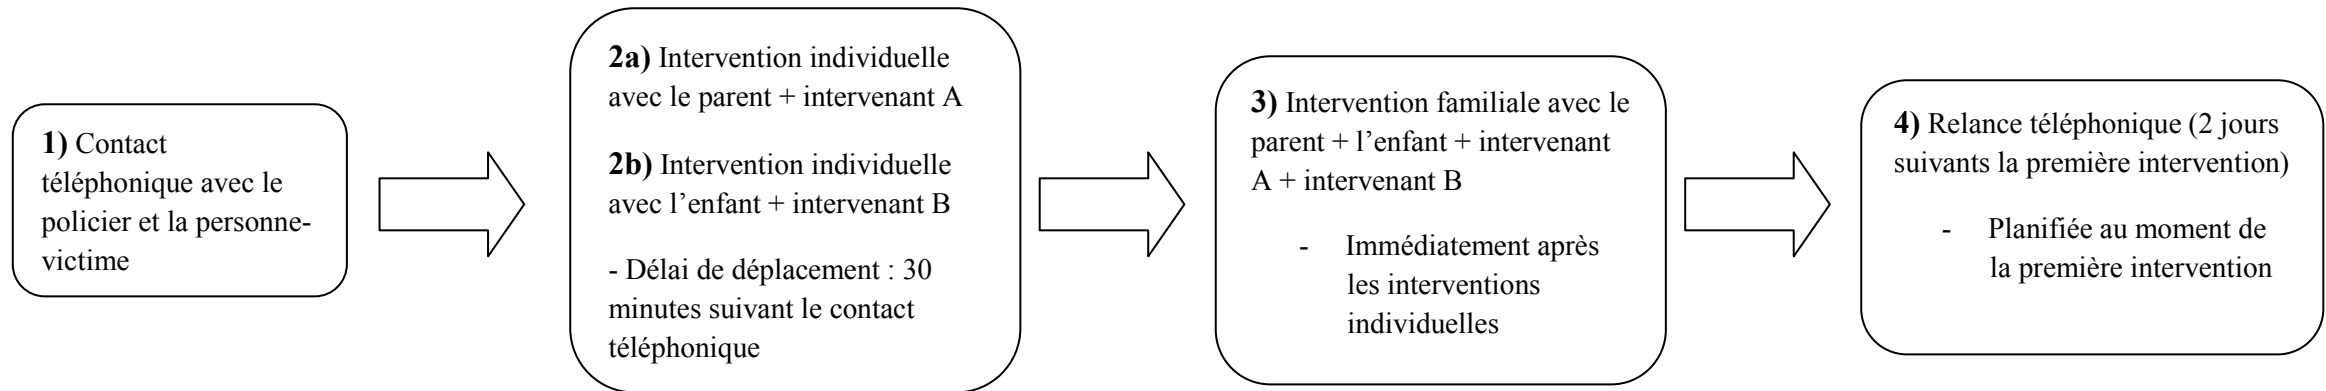 1) Contact
téléphonique avec le
policier et la personne-
victime
2a) Intervention individuelle
avec le parent + intervenant A
2b) Intervention individuelle
avec l’enfant + intervenant B
- Délai de déplacement : 30
minutes suivant le contact
téléphonique
3) Intervention familiale avec le
parent + l’enfant + intervenant
A + intervenant B
- Immédiatement après
les interventions
individuelles
4) Relance téléphonique (2 jours
suivants la première intervention)
- Planifiée au moment de
la première intervention